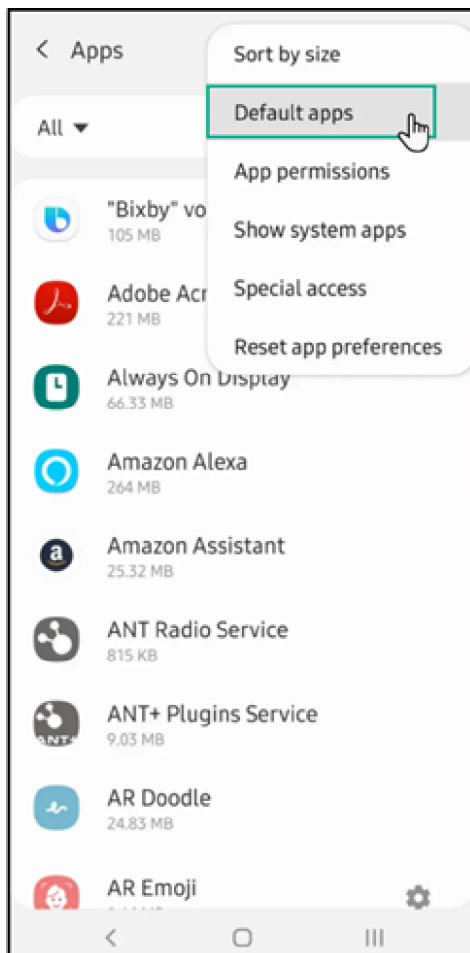 Apps
Sort by size
Default apps
All
App permissions
"Bixby" vo
105 MB
Show system apps
Adobe Acr
221 MB
Special access
Reset app preferences
Always On Display
66.33 MB
Amazon Alexa
264 MB
a
Amazon Assistant
25.32 MB
ANT Radio Service
815 KB
ANT+ Plugins Service
9.03 MB
ANT+
AR Doodle
24.83 MB
AR Emoji